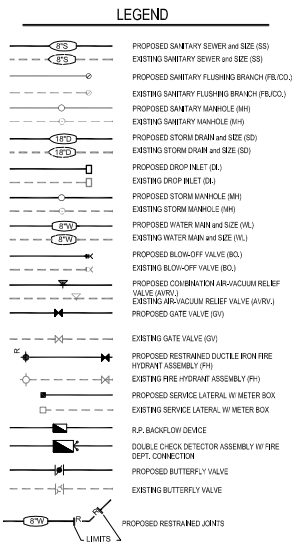 LEGEND
8"S PROPOSED SANITARY SEWER and SIZE (SS)
8"S EXISTING SANITARY SEWER and SIZE (SS)
PROPOSED SANITARY FLUSHING BRANCH (FB./CO.)
EXISTING SANITARY FLUSHING BRANCH (FB./CO.)
PROPOSED SANITARY MANHOLE (MH)
EXISTING SANITARY MANHOLE (MH)
18"D PROPOSED STORM DRAIN and SIZE (SD)
18"D EXISTING STORM DRAIN and SIZE (SD)
PROPOSED DROP INLET (DI.)
EXISTING DROP INLET (DI.)
PROPOSED STORM MANHOLE (MH)
EXISTING STORM MANHOLE (MH)
8"W PROPOSED WATER MAIN and SIZE (WL)
8"W EXISTING WATER MAIN and SIZE (WL)
PROPOSED BLOW-OFF VALVE (BO.)
EXISTING BLOW-OFF VALVE (BO.)
PROPOSED COMBINATION AIR-VACUUM RELIEF
VALVE (AVRV.)
EXISTING AIR-VACUUM RELIEF VALVE (AVRV.)
PROPOSED GATE VALVE (GV)
EXISTING GATE VALVE (GV)
R
PROPOSED RESTRAINED DUCTILE IRON FIRE
HYDRANT ASSEMBLY (FH)
EXISTING FIRE HYDRANT ASSEMBLY (FH)
PROPOSED SERVICE LATERAL W/ METER BOX
EXISTING SERVICE LATERAL W/ METER BOX
R.P. BACKFLOW DEVICE
DOUBLE CHECK DETECTOR ASSEMBLY W/ FIRE
DEPT. CONNECTION
PROPOSED BUTTERFLY VALVE
EXISTING BUTTERFLY VALVE
R
8"W R PROPOSED RESTRAINED JOINTS
LIMITS